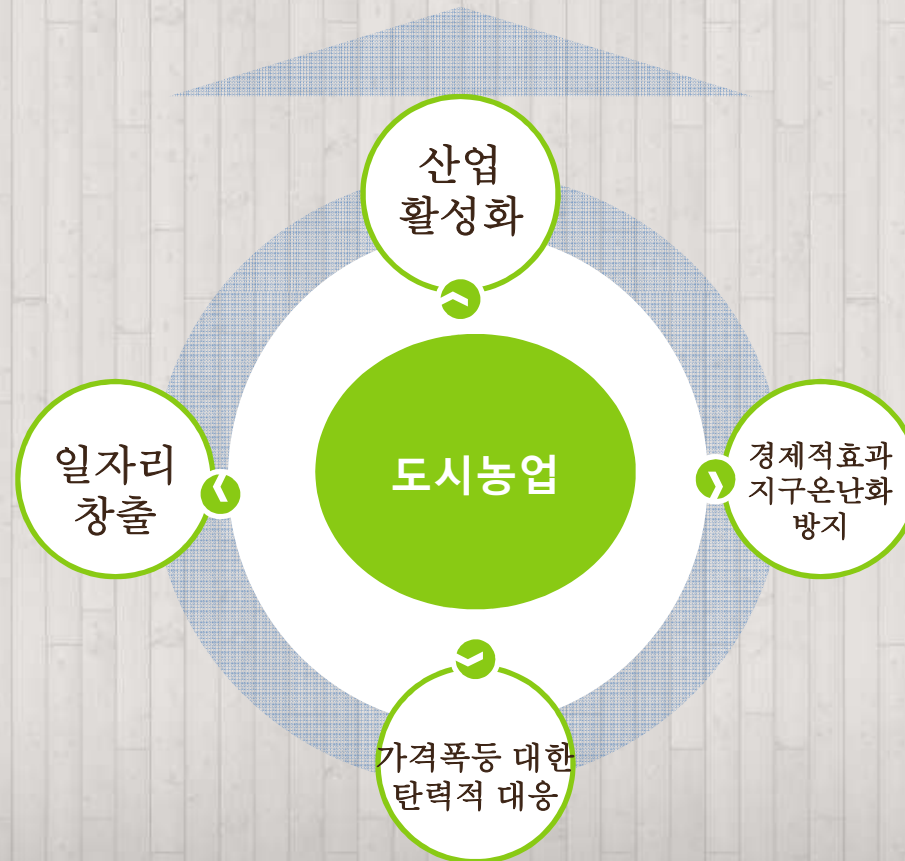 산업
활성화
일자리
창출
도시농업
경제적효과
지구온난화
방지
가격폭등 대한
탄력적 대응